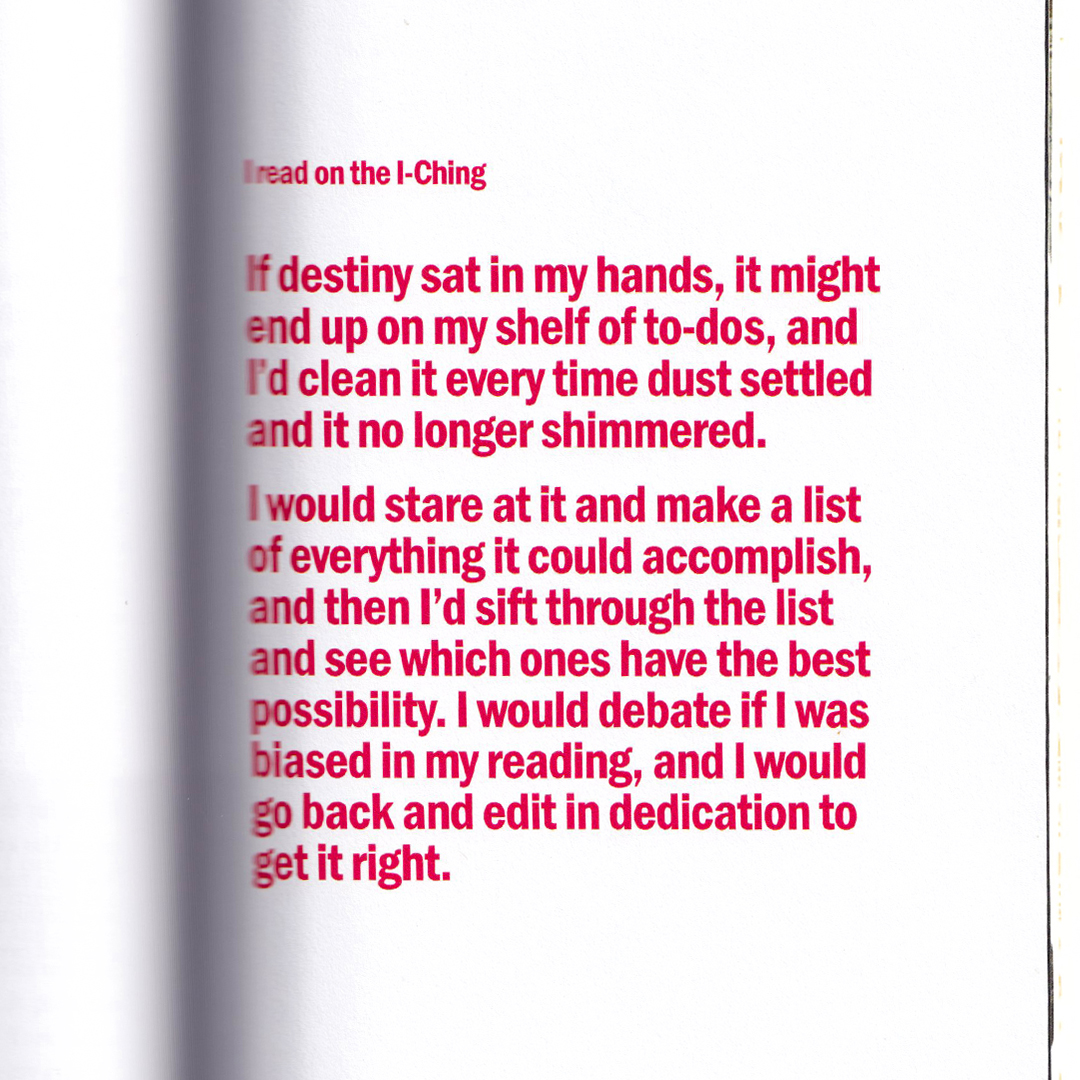 I read on the I-Ching
If destiny sat in my hands, it might
end up on my shelf of to-dos, and
I’d clean it every time dust settled
and it no longer shimmered.
I would stare at it and make a list
of everything it could accomplish,
and then I’d sift through the list
and see which ones have the best
possibility. I would debate if I was
biased in my reading, and I would
go back and edit in dedication to
get it right.